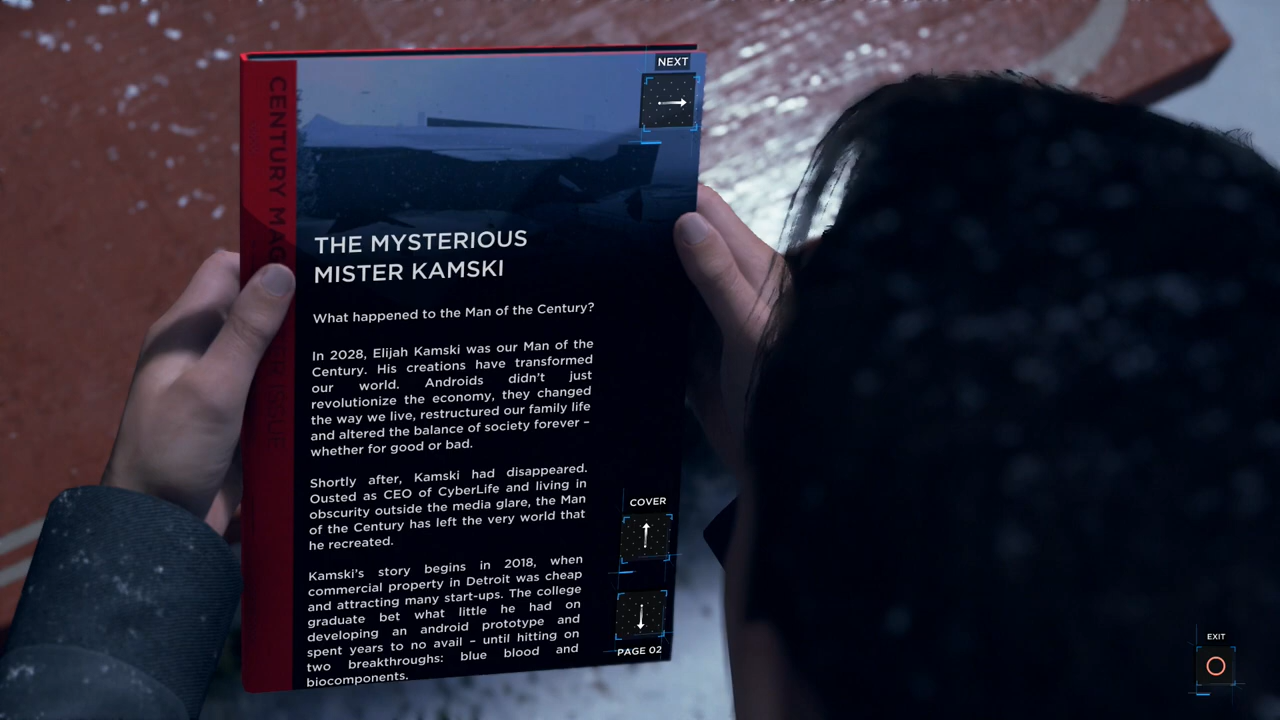 NEXT
CENTURY MAG
THE MYSTERIOUS
MISTER KAMSKI
What happened to the Man of the Century?
In 2028, Elijah Kamski was our Man of the
Century. His creations have transformed
our world. Androids didn't just
revolutionize the economy, they changed
the way we live, restructured our family life
and altered the balance of society forever –
whether for good or bad.
Shortly after, Kamski had disappeared.
Ousted as CEO of CyberLife and living in
obscurity outside the media glare, the Man
of the Century has left the very world that
he recreated.
Kamski's story begins in 2018, when
commercial property in Detroit was cheap
and attracting many start-ups. The college
graduate bet what little he had on
developing an android prototype and
spent years to no avail – until hitting on
two breakthroughs: blue blood and
biocomponents.
COVER
PAGE 02
EXIT